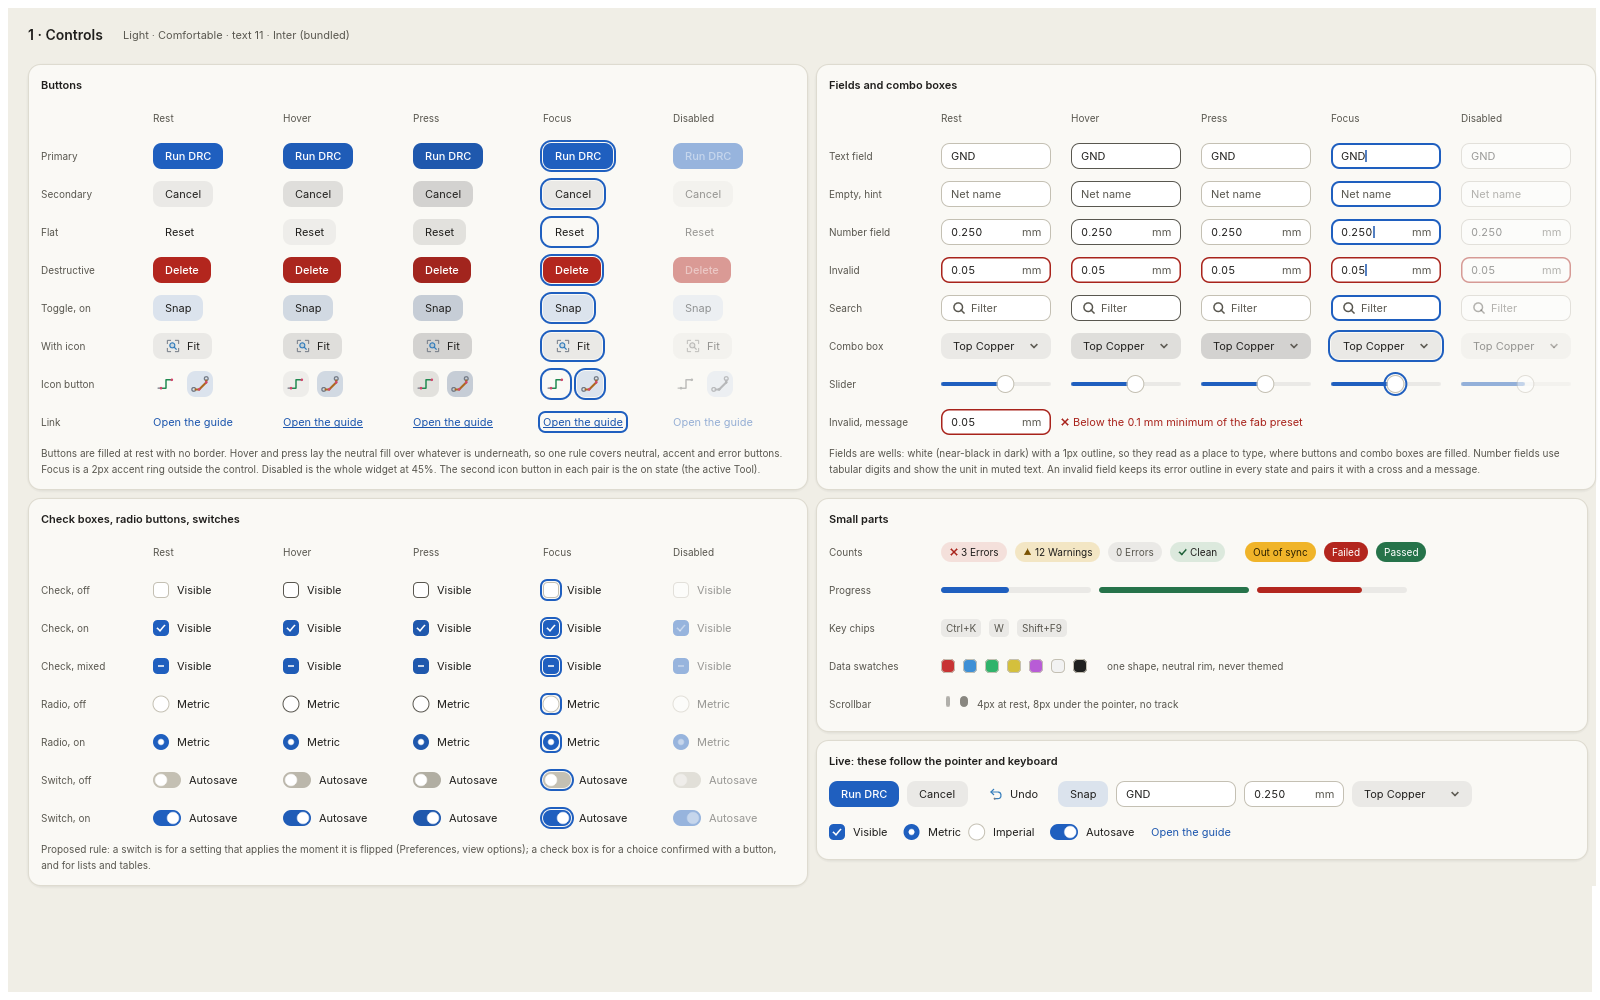 1 · Controls Light · Comfortable · text 11 · Inter (bundled)
Buttons
Rest Hover Press Focus Disabled
Primary Run DRC Run DRC Run DRC Run DRC Run DRC
Secondary Cancel Cancel Cancel Cancel Cancel
Flat Reset Reset Reset Reset Reset
Destructive Delete Delete Delete Delete Delete
Toggle, on Snap Snap Snap Snap Snap
With icon Fit Fit Fit Fit Fit
Icon button
Link Open the guide Open the guide Open the guide Open the guide Open the guide
Buttons are filled at rest with no border. Hover and press lay the neutral fill over whatever is underneath, so one rule covers neutral, accent and error buttons.
Focus is a 2px accent ring outside the control. Disabled is the whole widget at 45%. The second icon button in each pair is the on state (the active Tool).
Fields and combo boxes
Rest Hover Press Focus Disabled
Text field GND GND GND GND GND
Empty, hint Net name Net name Net name Net name Net name
Number field 0.250 mm 0.250 mm 0.250 mm 0.250 mm 0.250 mm
Invalid 0.05 mm 0.05 mm 0.05 mm 0.05 mm 0.05 mm
Search Filter Filter Filter Filter Filter
Combo box Top Copper Top Copper Top Copper Top Copper Top Copper
Slider
Invalid, message 0.05 mm Below the 0.1 mm minimum of the fab preset
Fields are wells: white (near-black in dark) with a 1px outline, so they read as a place to type, where buttons and combo boxes are filled. Number fields use
tabular digits and show the unit in muted text. An invalid field keeps its error outline in every state and pairs it with a cross and a message.
Check boxes, radio buttons, switches
Rest Hover Press Focus Disabled
Check, off Visible Visible Visible Visible Visible
Check, on Visible Visible Visible Visible Visible
Check, mixed Visible Visible Visible Visible Visible
Radio, off Metric Metric Metric Metric Metric
Radio, on Metric Metric Metric Metric Metric
Switch, off Autosave Autosave Autosave Autosave Autosave
Switch, on Autosave Autosave Autosave Autosave Autosave
Proposed rule: a switch is for a setting that applies the moment it is flipped (Preferences, view options); a check box is for a choice confirmed with a button,
and for lists and tables.
Small parts
Counts 3 Errors 12 Warnings 0 Errors Clean Out of sync Failed Passed
Progress
Key chips Ctrl+K W Shift+F9
Data swatches one shape, neutral rim, never themed
Scrollbar 4px at rest, 8px under the pointer, no track
Live: these follow the pointer and keyboard
Run DRC Cancel Undo Snap GND 0.250 mm Top Copper
Visible Metric Imperial Autosave Open the guide